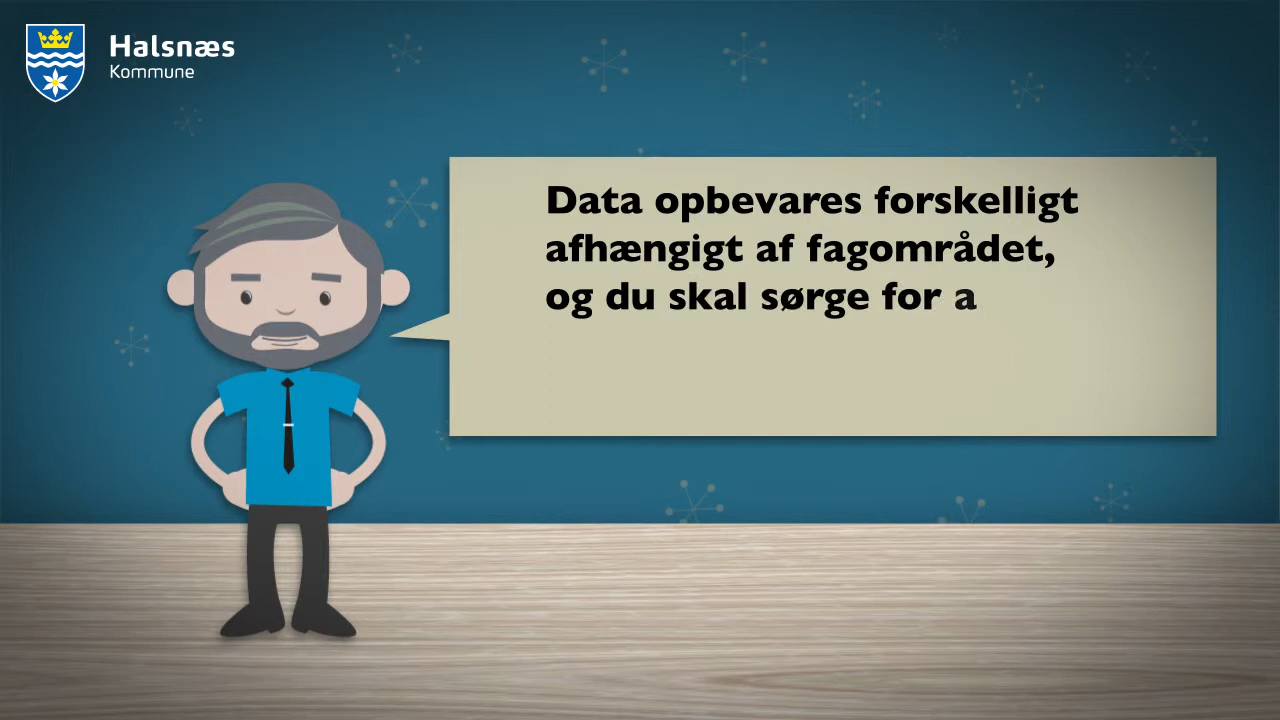 Halsnæs
Kommune
Data opbevares forskelligt
afhængigt af fagområdet,
og du skal sørge for a